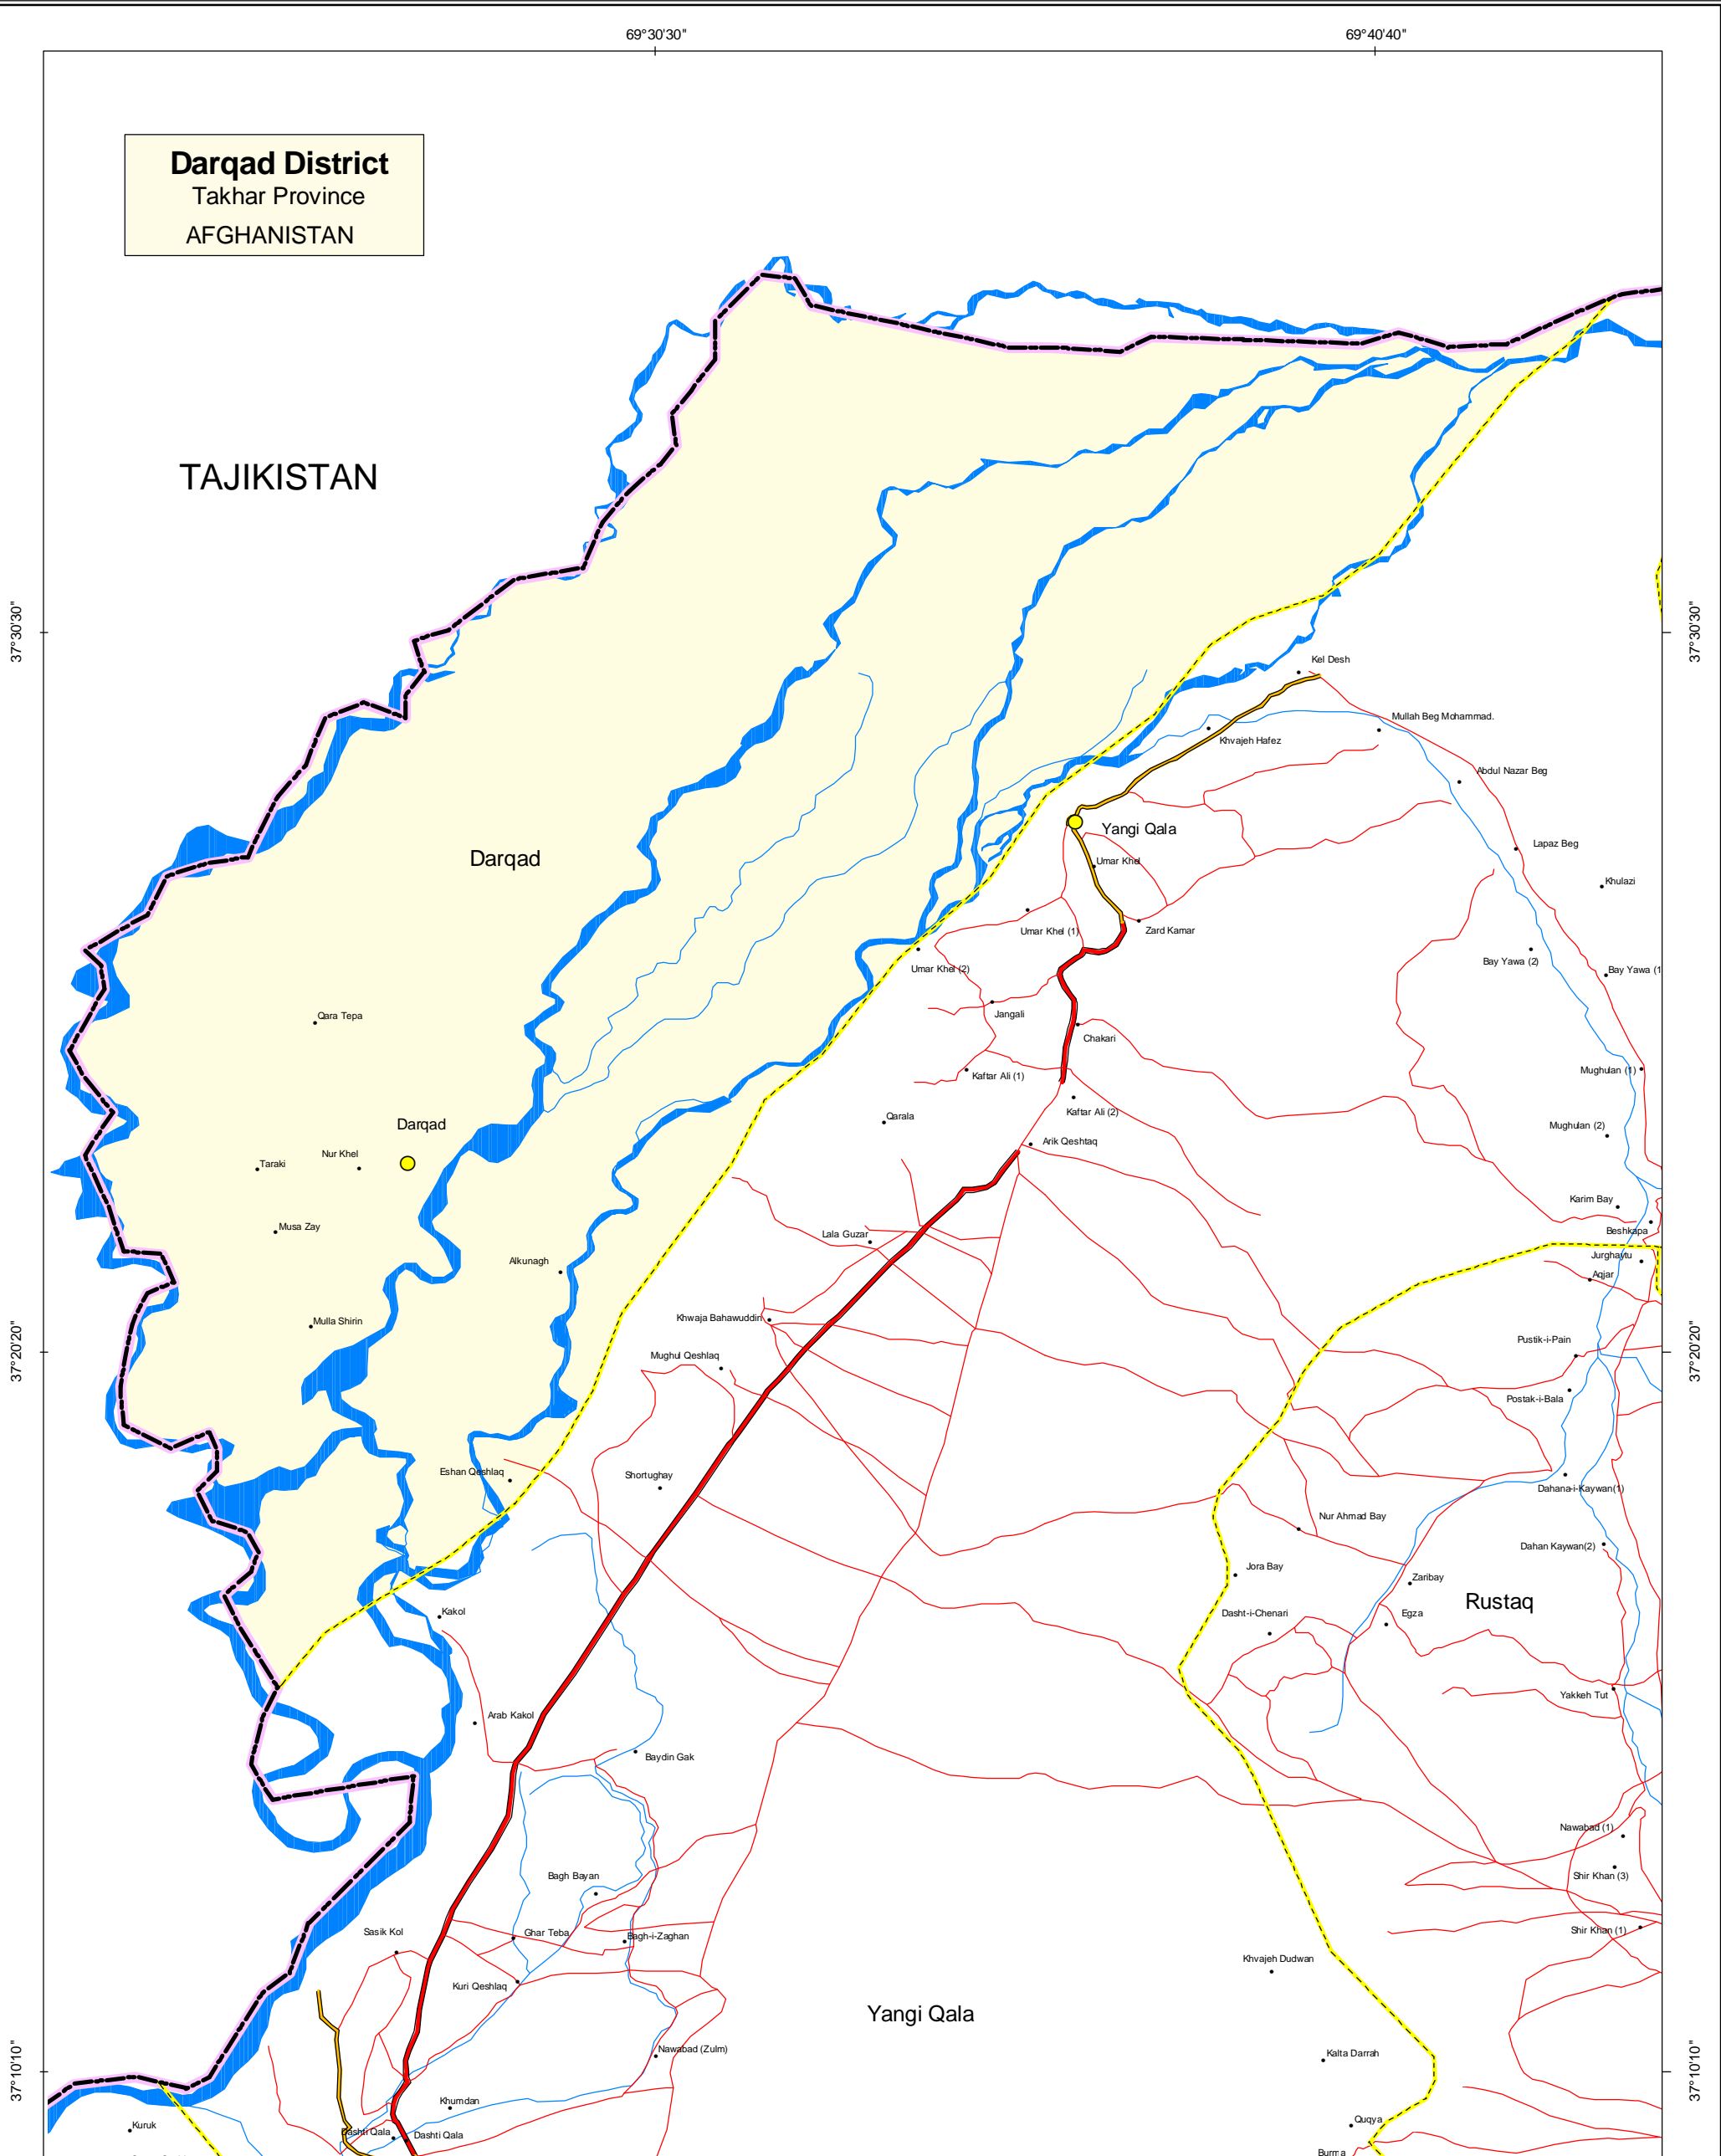 69°30'30"
69°40'40"
Darqad District
Takhar Province
AFGHANISTAN
TAJIKISTAN
37°30'30"
37°30'30"
Kel Desh
Mullah Beg Mohammad.
Khvajeh Hafez
Abdul Nazar Beg
Yangi Qala
Lapaz Beg
Darqad
Umar Khel
Khulazi
Umar Khel (1)
Zard Kamar
Umar Khel (2)
Bay Yawa (2)
Bay Yawa (1
Qara Tepa
Jangali
Chakari
Kaftar Ali (1)
Mughulan (1)
Kaftar Ali (2)
Qarala
Darqad
Mughulan (2)
Arik Qeshtaq
Nur Khel
Taraki
Karim Bay
Musa Zay
Beshkapa
Lala Guzar
Jurghaytu
Alkunagh
Aqjar
Khwaja Bahawuddin
Mulla Shirin
37°20'20"
37°20'20"
Pustik-i-Pain
Mughul Qeshlaq
Postak-i-Bala
Eshan Qeshlaq
Shortughay
Dahana-i-Kaywan(1)
Nur Ahmad Bay
Dahan Kaywan(2)
Jora Bay
Zaribay
Rustaq
Kakol
Dasht-i-Chenari
Egza
Yakkeh Tut
Arab Kakol
Baydin Gak
Nawabad (1)
Bagh Bayan
Shir Khan (3)
Sasik Kol
Ghar Teba
Bagh-i-Zaghan
Shir Khan (1)
Khvajeh Dudwan
Kuri Qeshlaq
Yangi Qala
Nawabad (Zulm)
Kalta Darrah
37°10'10"
37°10'10"
Khumdan
Kuruk
Quqya
Dashti Qala
Dashti Qala
Burma